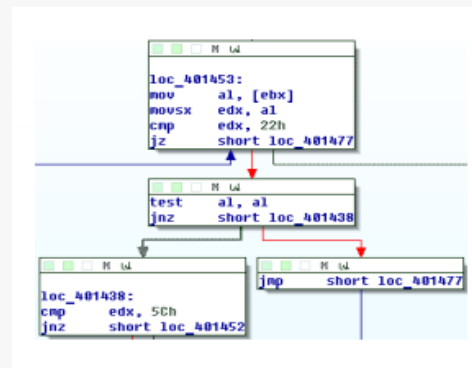 loc_401453:
mov al, [ebx]
movsx edx, al
cmp edx, 22h
jz short loc_401477
test al, al
jnz short loc_401438
loc_401438:
cmp edx, 5Ch
jnz short loc_401452
jmp short loc_401477